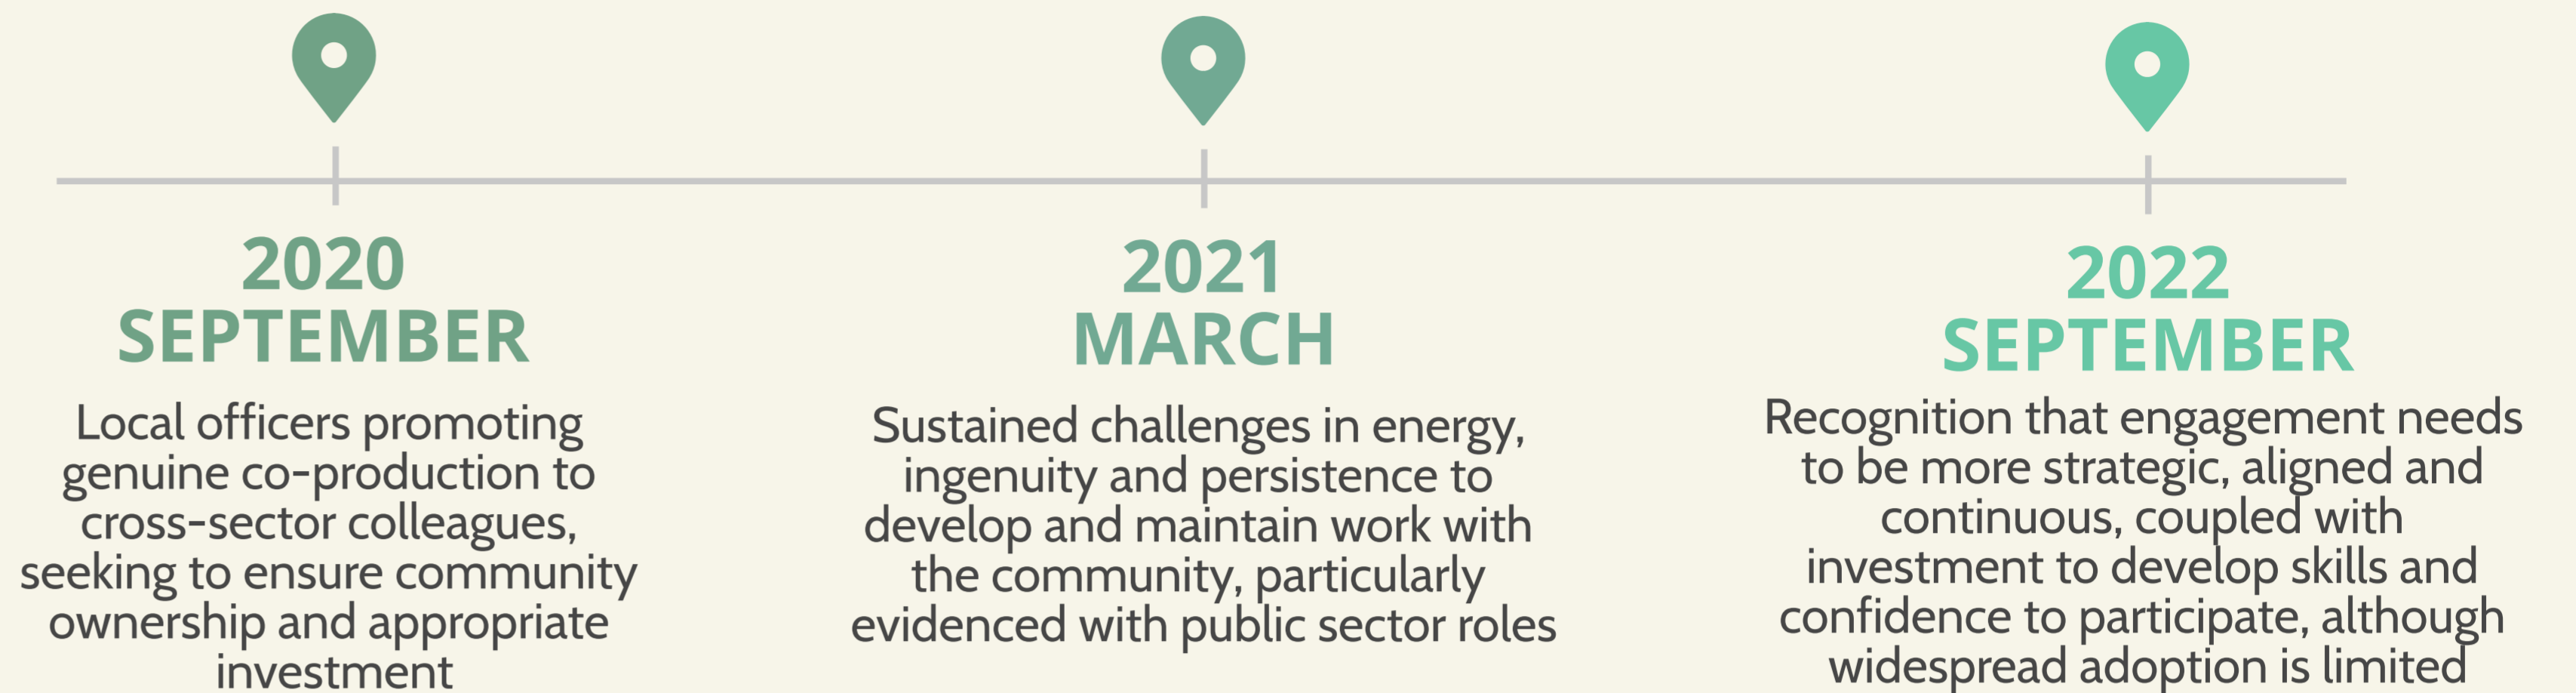 2020
SEPTEMBER
Local officers promoting
genuine co-production to
cross-sector colleagues,
seeking to ensure community
ownership and appropriate
investment
2021
MARCH
Sustained challenges in energy,
ingenuity and persistence to
develop and maintain work with
the community, particularly
evidenced with public sector roles
2022
SEPTEMBER
Recognition that engagement needs
to be more strategic, aligned and
continuous, coupled with
investment to develop skills and
confidence to participate, although
widespread adoption is limited